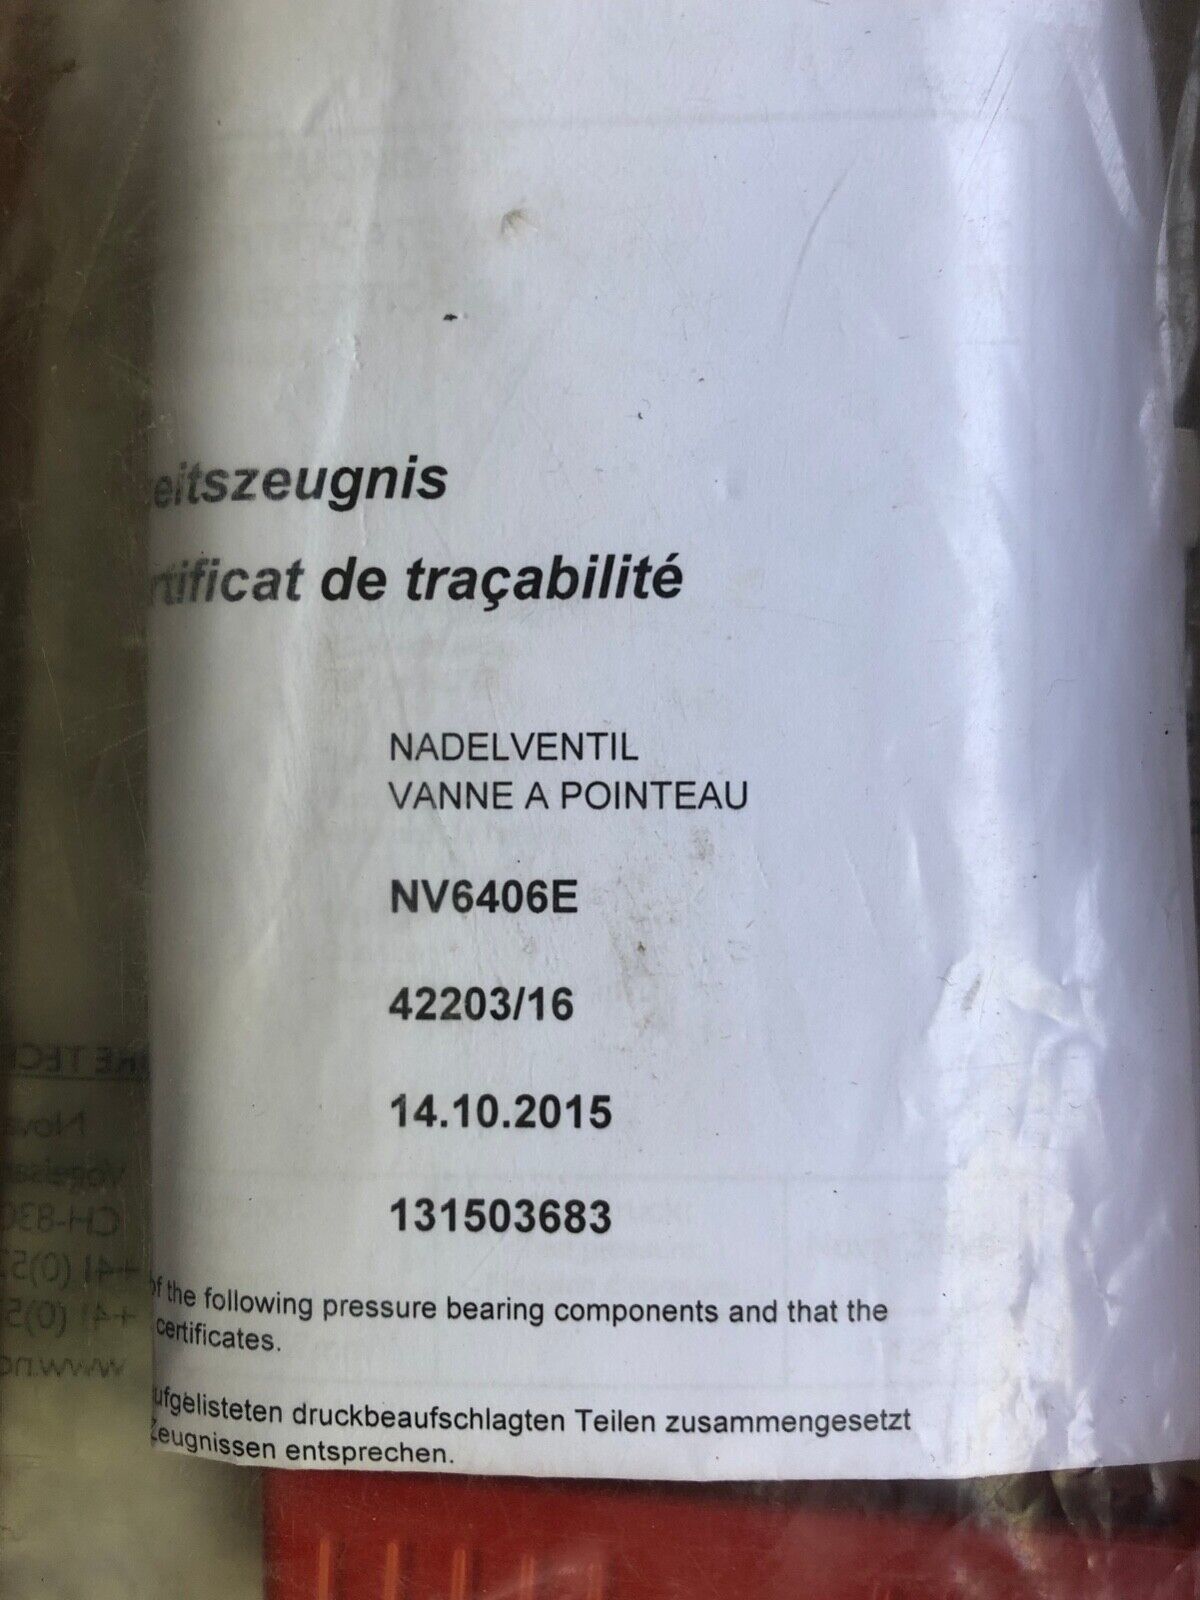 eitszeugnis
rtificat de traçabilité
NADELVENTIL
VANNE A POINTEAU
NV6406E
42203/16
14.10.2015
131503683
of the following pressure bearing components and that the
certificates.
ufgelisteten druckbeaufschlagten Teilen zusammengesetzt
Zeugnissen entsprechen.